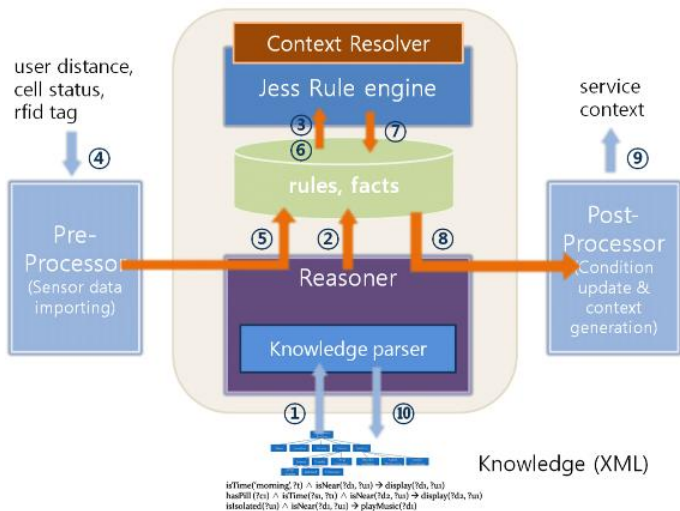 Context Resolver
Jess Rule engine
user distance,
cell status,
rfid tag
service
context
③
⑦
④
⑥
⑨
rules, facts
Pre-
Processor
(Sensor data
importing)
⑤
②
⑧
Post-
Processor
(Condition
update &
context
generation)
Reasoner
Knowledge parser
①
⑩
Knowledge (XML)
isTime('morning',?t) ∧ isNear(?d₁, ?u₁) → display(?d₁, ?u₁)
hasPill (?c₁) ∧ isTime(?s₁, ?t₁) ∧ isNear(?d₂, ?u₁) → display(?d₂, ?u₁)
isIsolated(?u₁) ∧ isNear(?d₁, ?u₁) → playMusic(?d₁)